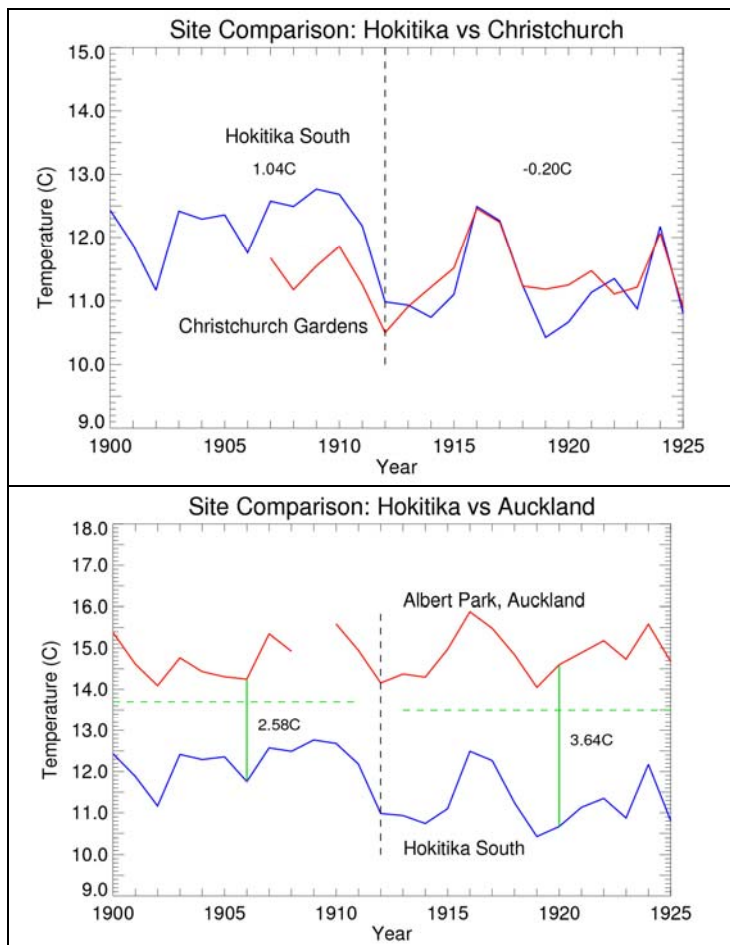 Site Comparison: Hokitika vs Christchurch
15.0
14.0
13.0
12.0
11.0
10.0
9.0
Temperature (C)
Hokitika South
1.04C
-0.20C
Christchurch Gardens
1900
1905
1910
1915
1920
1925
Year
Site Comparison: Hokitika vs Auckland
18.0
17.0
16.0
15.0
14.0
13.0
12.0
11.0
10.0
9.0
Temperature (C)
Albert Park, Auckland
2.58C
3.64C
Hokitika South
1900
1905
1910
1915
1920
1925
Year